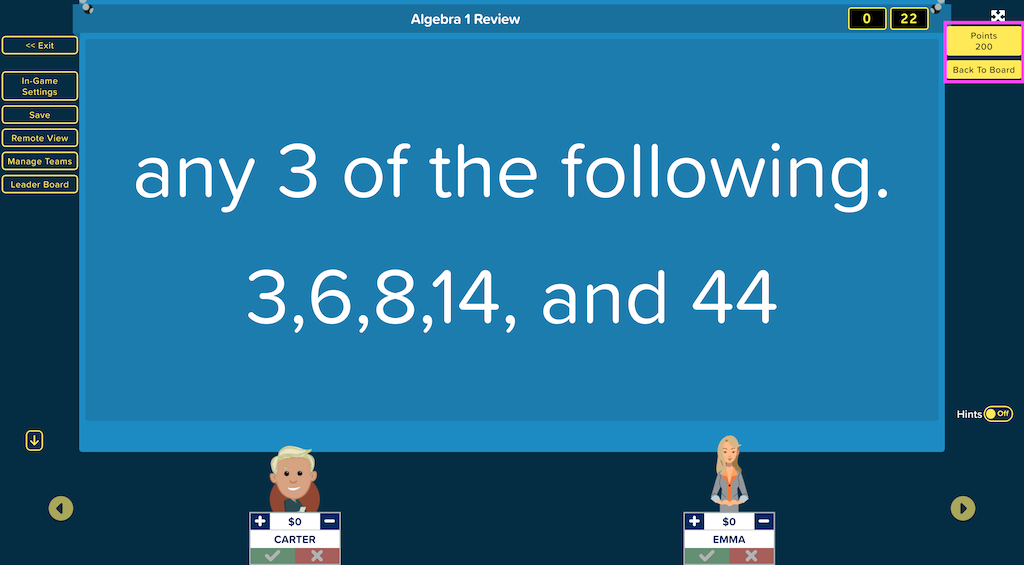 Algebra 1 Review
0 22
Points
200
Back To Board
<< Exit
In-Game
Settings
Save
Remote View
Manage Teams
Leader Board
any 3 of the following.
3,6,8,14, and 44
Hints Off
+ $0 −
CARTER
+ $0 −
EMMA